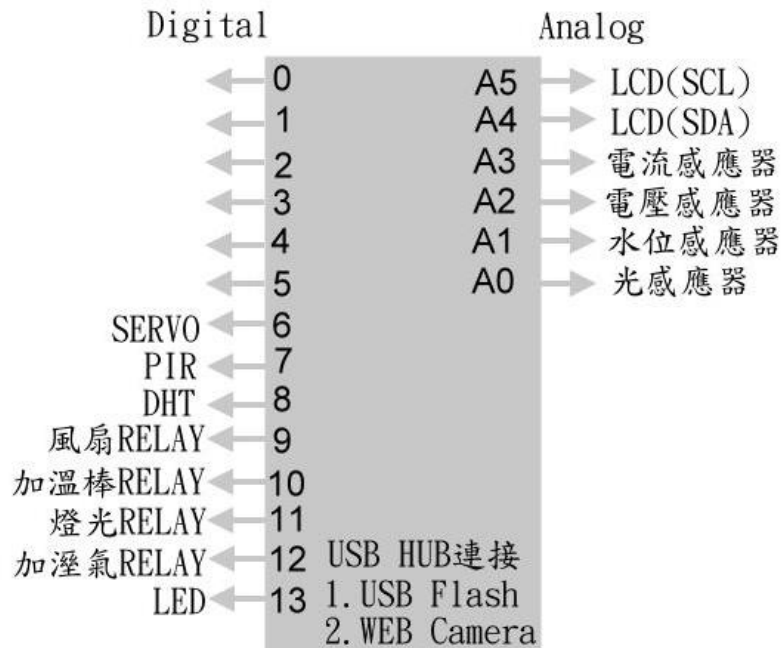 Digital
Analog
0 A5 LCD(SCL)
1 A4 LCD(SDA)
2 A3 電流感應器
3 A2 電壓感應器
4 A1 水位感應器
5 A0 光感應器
SERVO 6
PIR 7
DHT 8
風扇RELAY 9
加溫棒RELAY 10
燈光RELAY 11
加溼氣RELAY 12 USB HUB連接
LED 13 1.USB Flash
2.WEB Camera